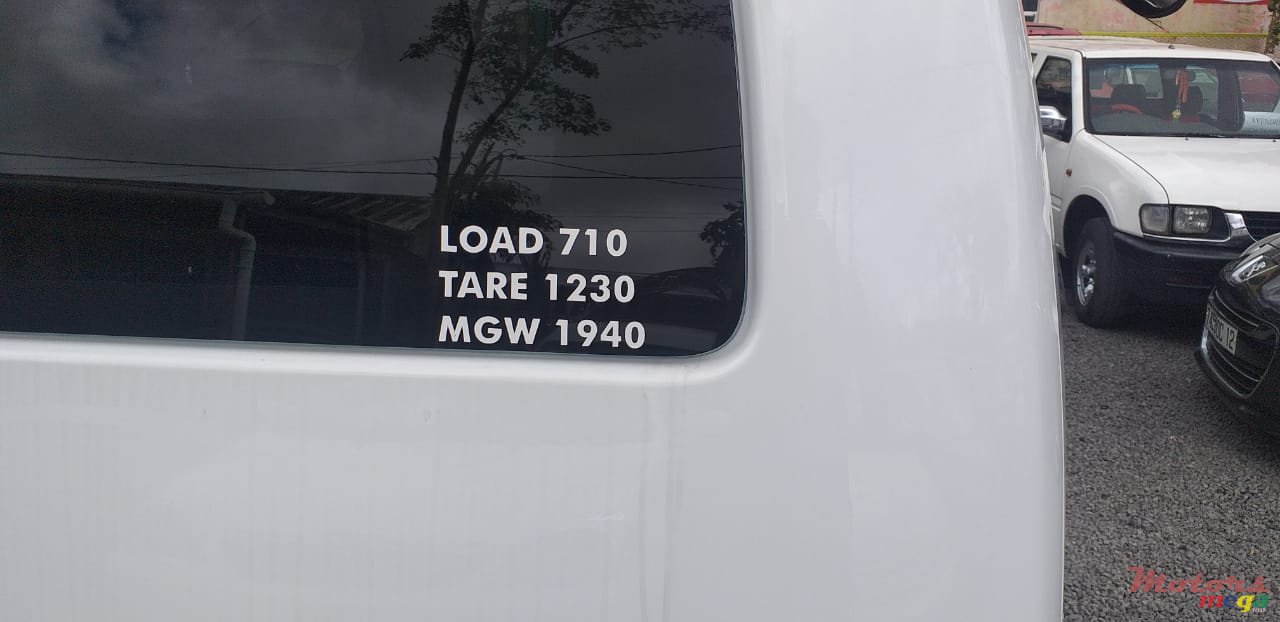 LOAD 710
TARE 1230
MGW 1940
Motors
mega